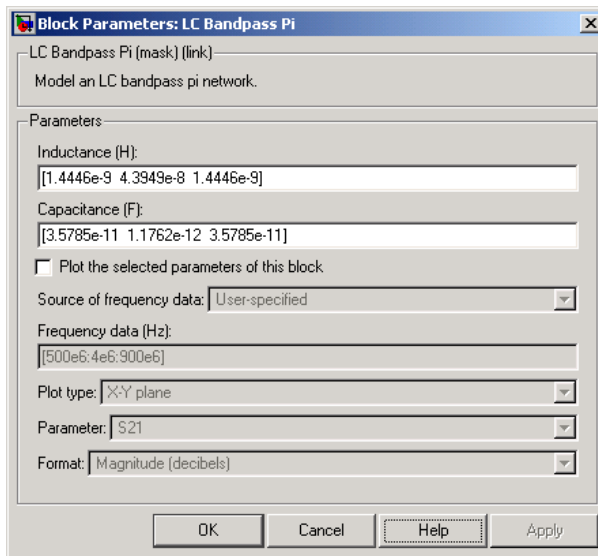 Block Parameters: LC Bandpass Pi
LC Bandpass Pi (mask) (link)
Model an LC bandpass pi network.
Parameters
Inductance (H):
[1.4446e-9 4.3949e-8 1.4446e-9]
Capacitance (F):
[3.5785e-11 1.1762e-12 3.5785e-11]
Plot the selected parameters of this block
Source of frequency data: User-specified
Frequency data (Hz):
[500e6:4e6:900e6]
Plot type: X-Y plane
Parameter: S21
Format: Magnitude (decibels)
OK Cancel Help Apply